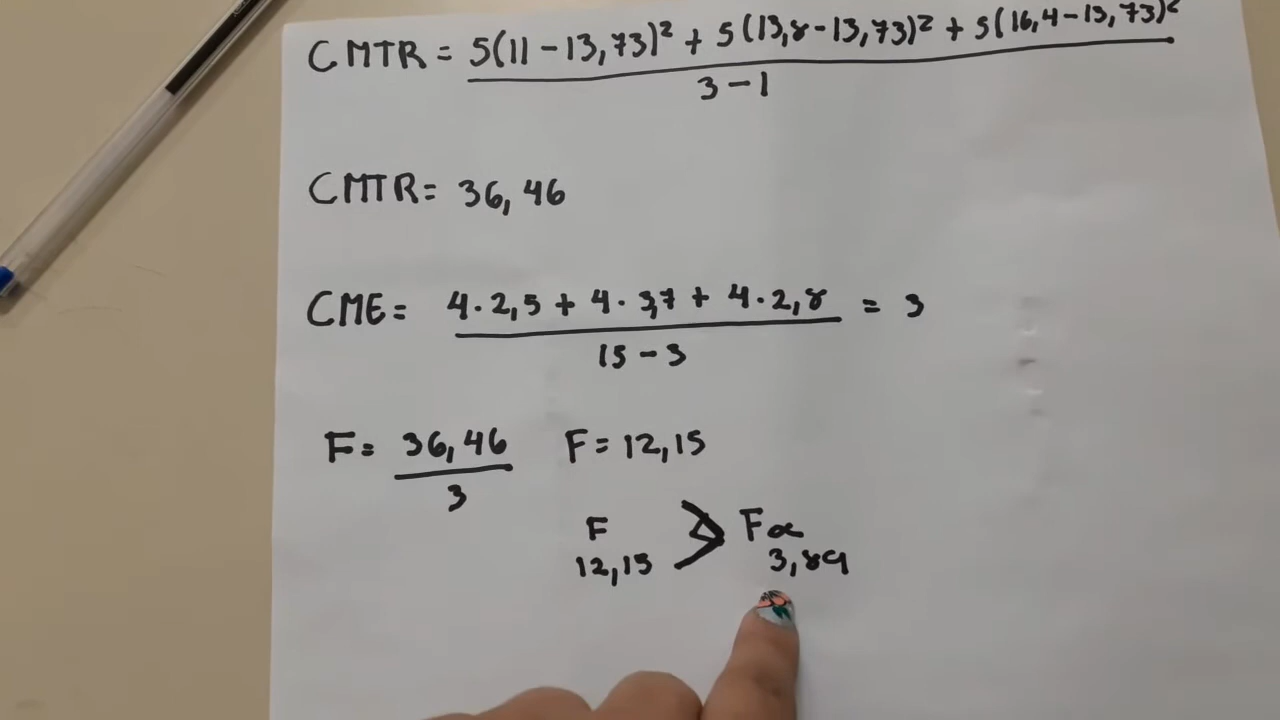 CMTR = 5(11-13,73)² + 5(13,8-13,73)² + 5(16,4-13,73)²
3-1
CMTR= 36,46
CME= 4.2,5 + 4.3,7 + 4.2,8 = 3
15-3
F= 36,46 F=12,15
3
F > Fα
12,15 3,89